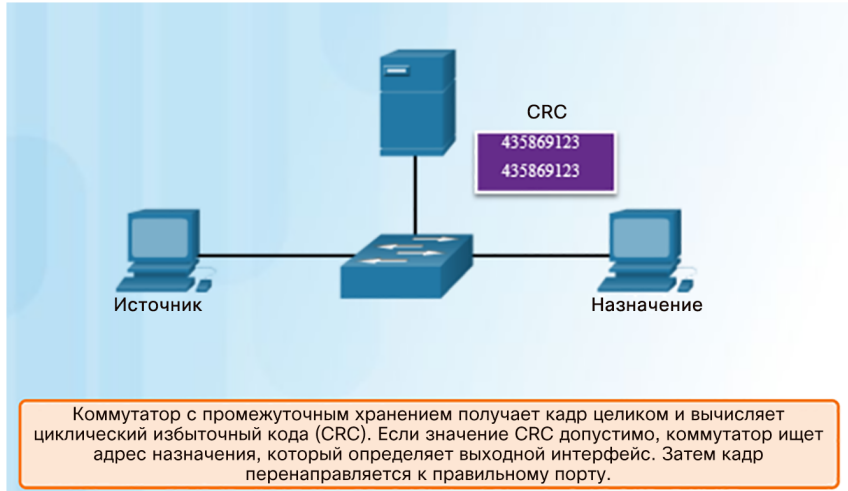 CRC
435869123
435869123
Источник
Назначение
Коммутатор с промежуточным хранением получает кадр целиком и вычисляет
циклический избыточный кода (CRC). Если значение CRC допустимо, коммутатор ищет
адрес назначения, который определяет выходной интерфейс. Затем кадр
перенаправляется к правильному порту.